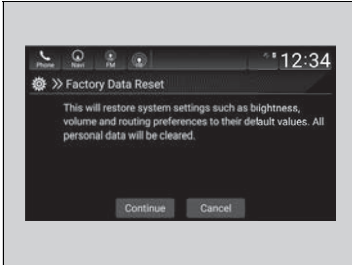 Phone Navi FM
12:34
Factory Data Reset
This will restore system settings such as bightness,
volume and routing preferences to their default values. All
personal data will be cleared.
Continue Cancel